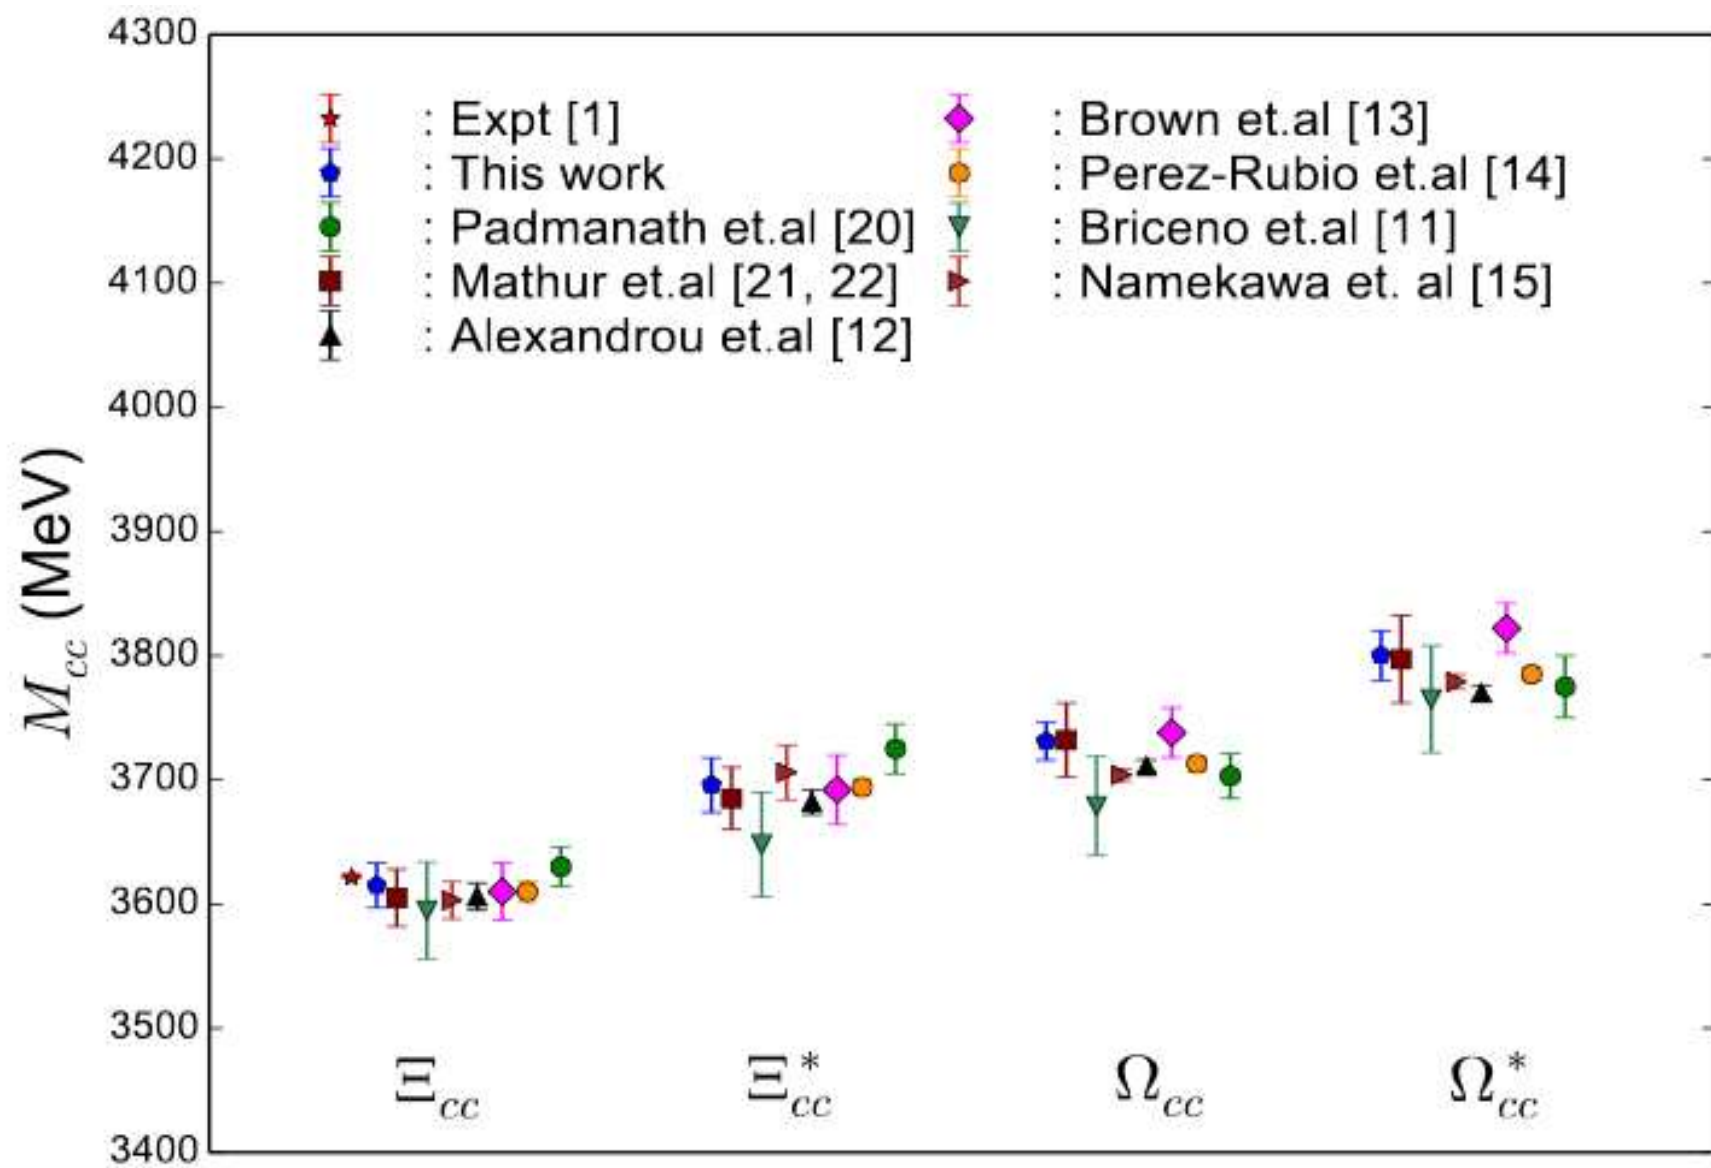 4300
4200
4100
4000
3900
3800
3700
3600
3500
3400
M_cc (MeV)
: Expt [1]
: This work
: Padmanath et.al [20]
: Mathur et.al [21, 22]
: Alexandrou et.al [12]
: Brown et.al [13]
: Perez-Rubio et.al [14]
: Briceno et.al [11]
: Namekawa et. al [15]
Ξ_cc
Ξ*_cc
Ω_cc
Ω*_cc